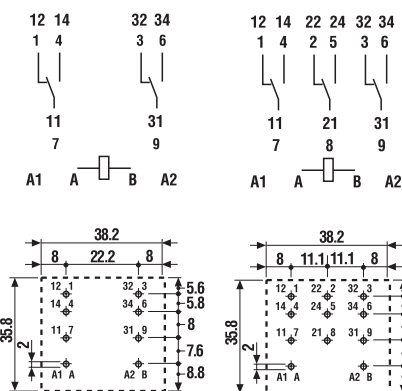 12 14 32 34 12 14 22 24 32 34
1 4 3 6 1 4 2 5 3 6
11 31 11 21 31
7 9 7 8 9
A1 A B A2 A1 A B A2
38.2 38.2
8 22.2 8 8 11.1 11.1 8
12 1 32 3 5.6 12 1 22 2 32 3
14 4 34 6 5.8 14 4 24 5 34 6
35.8 8 35.8
11 7 31 9 11 7 21 8 31 9
2 7.6 2
A1 A A2 B 8.8 A1 A A2 B